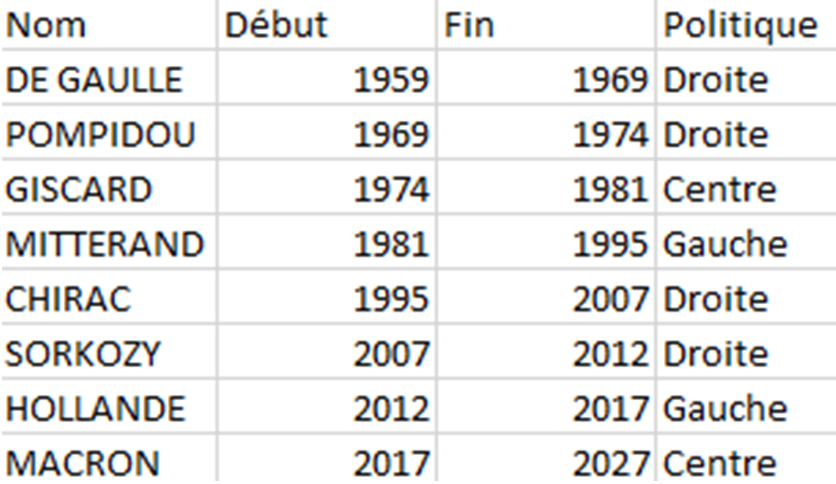 Nom Début Fin Politique
DE GAULLE 1959 1969 Droite
POMPIDOU 1969 1974 Droite
GISCARD 1974 1981 Centre
MITTERAND 1981 1995 Gauche
CHIRAC 1995 2007 Droite
SORKOZY 2007 2012 Droite
HOLLANDE 2012 2017 Gauche
MACRON 2017 2027 Centre